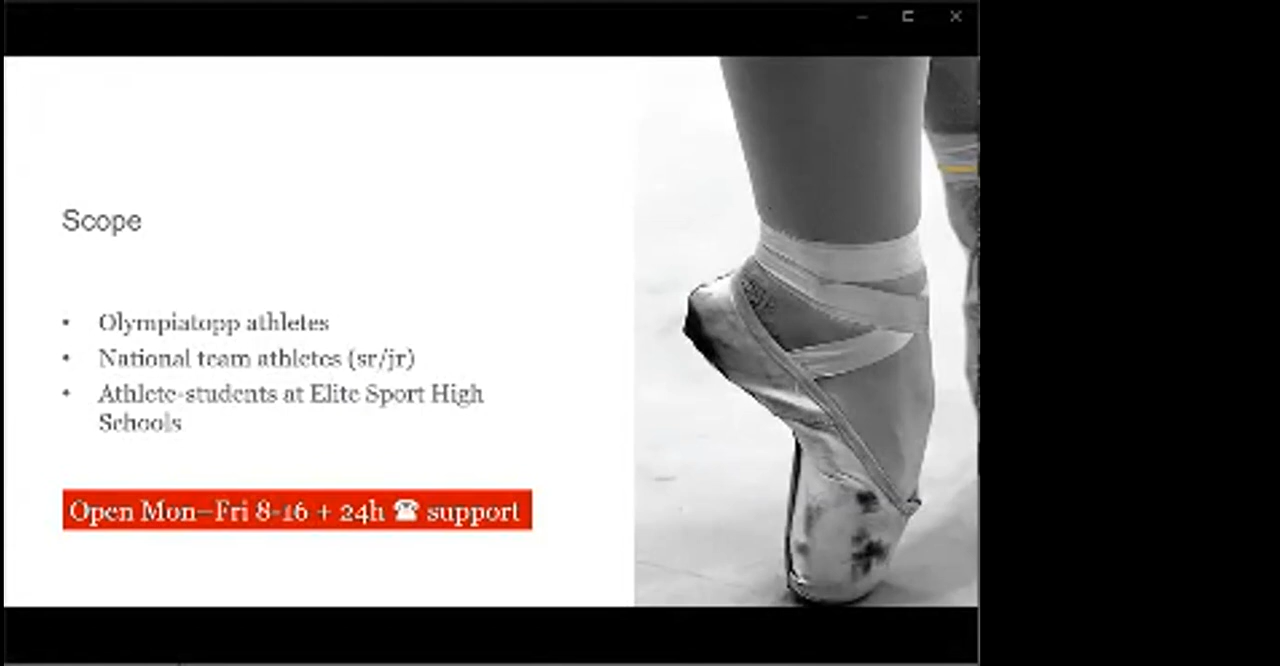 Scope
• Olympiatopp athletes
• National team athletes (sr/jr)
• Athlete-students at Elite Sport High
Schools
Open Mon–Fri 8-16 + 24h ☎ support